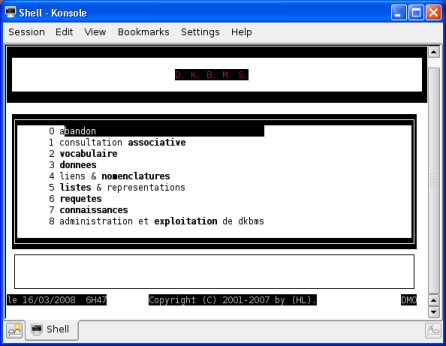 Shell - Konsole
Session Edit View Bookmarks Settings Help
D. K. B. M. S
0 abandon
1 consultation associative
2 vocabulaire
3 donnees
4 liens & nomenclatures
5 listes & representations
6 requetes
7 connaissances
8 administration et exploitation de dkbms
le 16/03/2008 6H47 Copyright (C) 2001-2007 by (HL). DMO
Shell